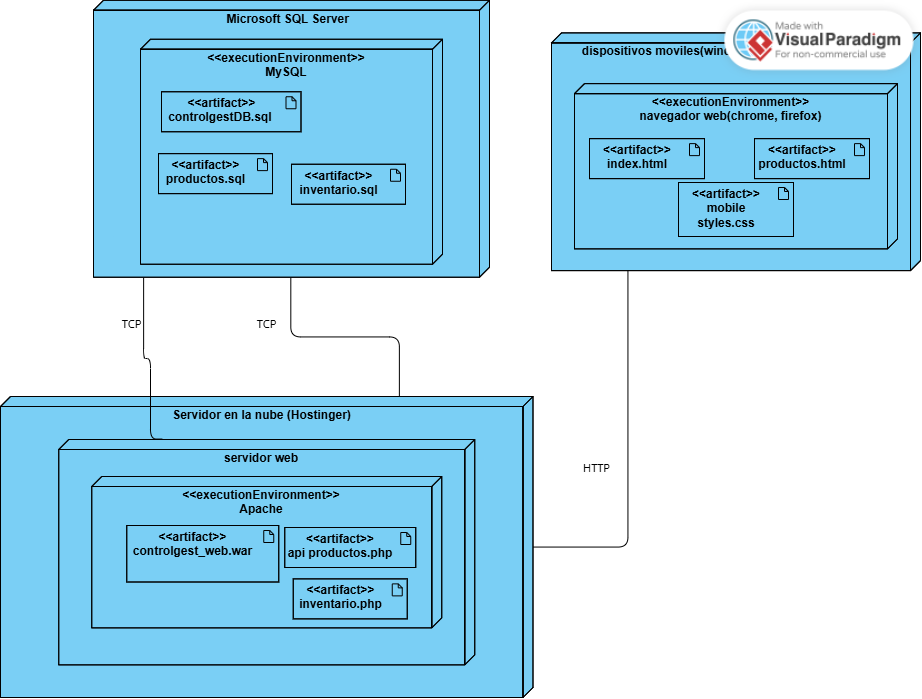 Microsoft SQL Server
<<executionEnvironment>>
MySQL
<<artifact>>
controlgestDB.sql
<<artifact>>
productos.sql
<<artifact>>
inventario.sql
Made with
VisualParadigm
For non-commercial use
dispositivos moviles(wind
<<executionEnvironment>>
navegador web(chrome, firefox)
<<artifact>>
index.html
<<artifact>>
productos.html
<<artifact>>
mobile
styles.css
TCP
TCP
HTTP
Servidor en la nube (Hostinger)
servidor web
<<executionEnvironment>>
Apache
<<artifact>>
controlgest_web.war
<<artifact>>
api productos.php
<<artifact>>
inventario.php